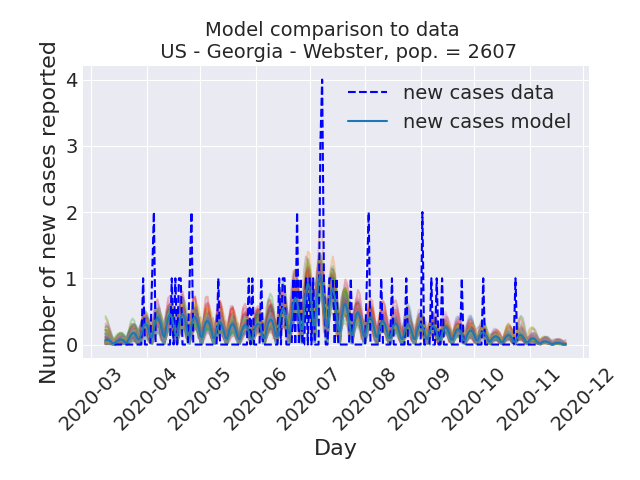 Model comparison to data
US - Georgia - Webster, pop. = 2607
new cases data
new cases model
Number of new cases reported
4
3
2
1
0
2020-03
2020-04
2020-05
2020-06
2020-07
2020-08
2020-09
2020-10
2020-11
2020-12
Day